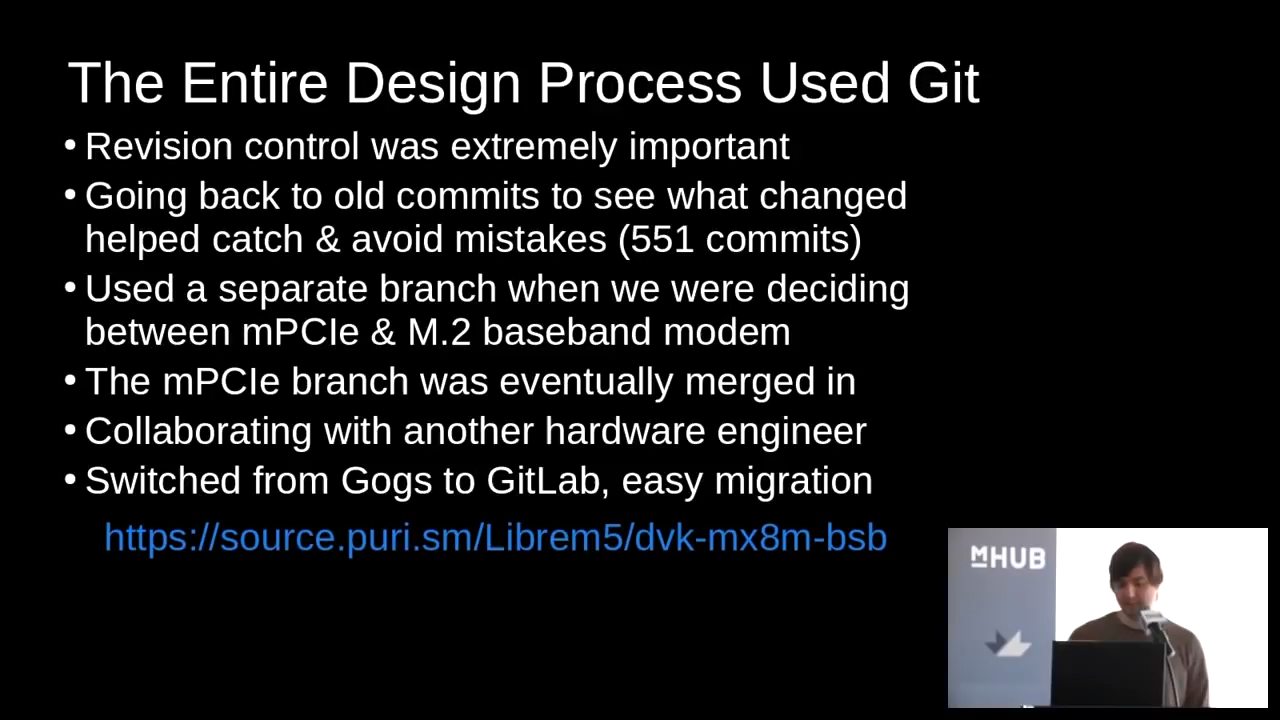 The Entire Design Process Used Git
• Revision control was extremely important
• Going back to old commits to see what changed
helped catch & avoid mistakes (551 commits)
• Used a separate branch when we were deciding
between mPCIe & M.2 baseband modem
• The mPCIe branch was eventually merged in
• Collaborating with another hardware engineer
• Switched from Gogs to GitLab, easy migration
https://source.puri.sm/Librem5/dvk-mx8m-bsb
MHUB